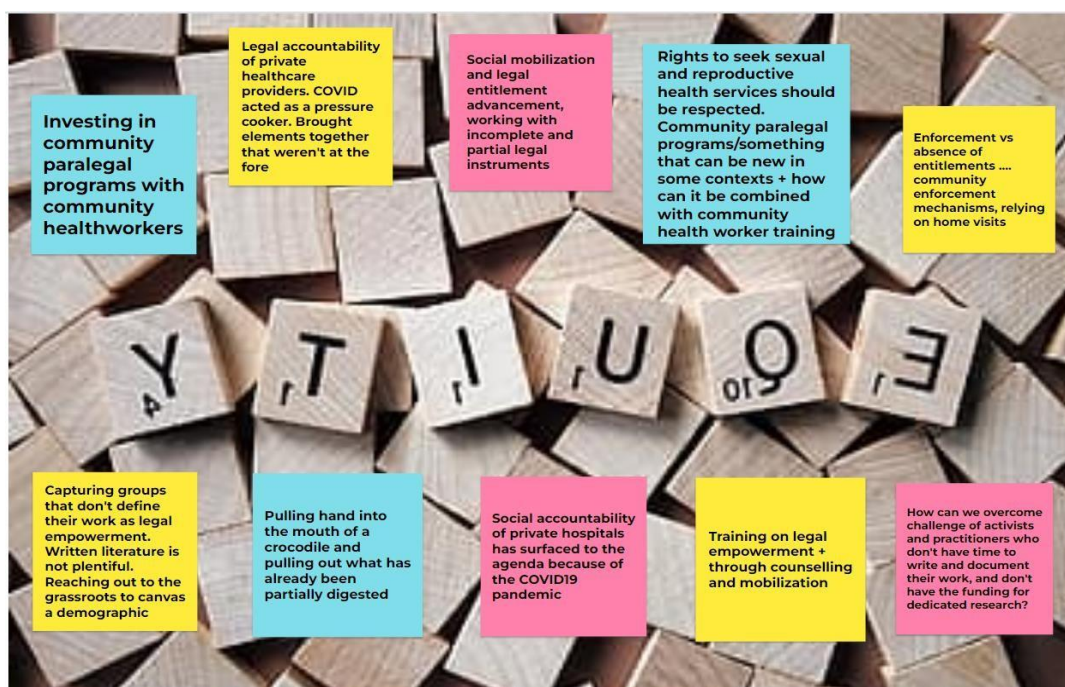 Investing in
community
paralegal
programs with
community
healthworkers
Legal accountability
of private
healthcare
providers. COVID
acted as a pressure
cooker. Brought
elements together
that weren't at the
fore
Social mobilization
and legal
entitlement
advancement,
working with
incomplete and
partial legal
instruments
Rights to seek sexual
and reproductive
health services should
be respected.
Community paralegal
programs/something
that can be new in
some contexts + how
can it be combined
with community
health worker training
Enforcement vs
absence of
entitlements ....
community
enforcement
mechanisms, relying
on home visits
Y4 T1 I1 U1 Q10 E1
Capturing groups
that don't define
their work as legal
empowerment.
Written literature is
not plentiful.
Reaching out to the
grassroots to canvas
a demographic
Pulling hand into
the mouth of a
crocodile and
pulling out what has
already been
partially digested
Social accountability
of private hospitals
has surfaced to the
agenda because of
the COVID19
pandemic
Training on legal
empowerment +
through counselling
and mobilization
How can we overcome
challenge of activists
and practitioners who
don't have time to
write and document
their work, and don't
have the funding for
dedicated research?